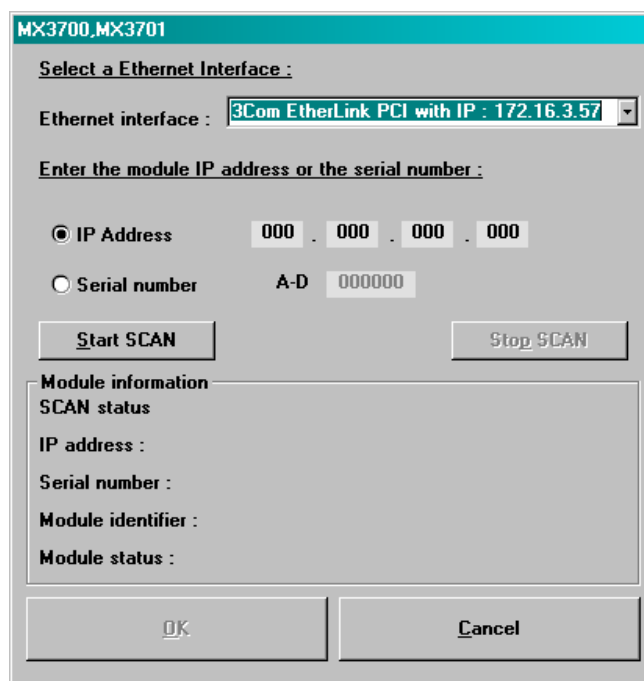 MX3700,MX3701
Select a Ethernet Interface :
Ethernet interface : 3Com EtherLink PCI with IP : 172.16.3.57
Enter the module IP address or the serial number :
IP Address 000 . 000 . 000 . 000
Serial number A-D 000000
Start SCAN Stop SCAN
Module information
SCAN status
IP address :
Serial number :
Module identifier :
Module status :
OK Cancel